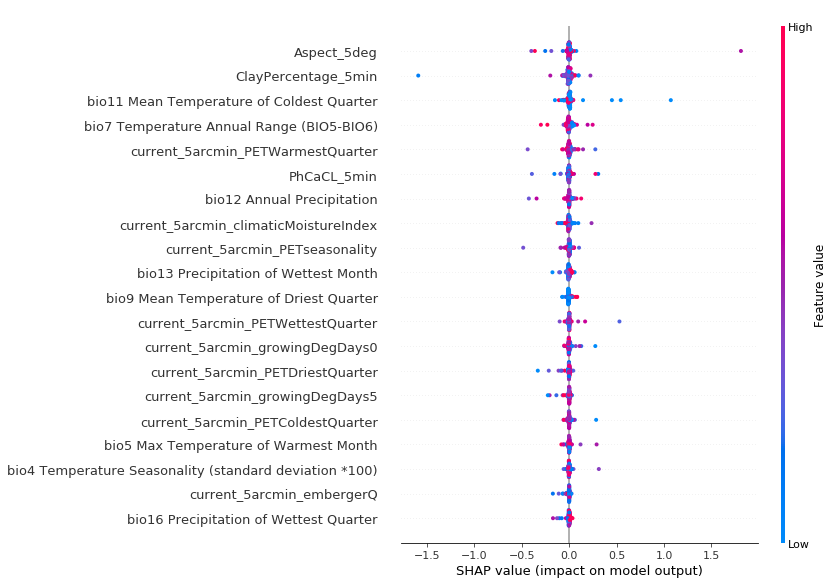 High
Aspect_5deg
ClayPercentage_5min
bio11 Mean Temperature of Coldest Quarter
bio7 Temperature Annual Range (BIO5-BIO6)
current_5arcmin_PETWarmestQuarter
PhCaCL_5min
bio12 Annual Precipitation
current_5arcmin_climaticMoistureIndex
current_5arcmin_PETseasonality
bio13 Precipitation of Wettest Month
bio9 Mean Temperature of Driest Quarter
current_5arcmin_PETWettestQuarter
current_5arcmin_growingDegDays0
current_5arcmin_PETDriestQuarter
current_5arcmin_growingDegDays5
current_5arcmin_PETColdestQuarter
bio5 Max Temperature of Warmest Month
bio4 Temperature Seasonality (standard deviation *100)
current_5arcmin_embergerQ
bio16 Precipitation of Wettest Quarter
Feature value
Low
−1.5 −1.0 −0.5 0.0 0.5 1.0 1.5
SHAP value (impact on model output)